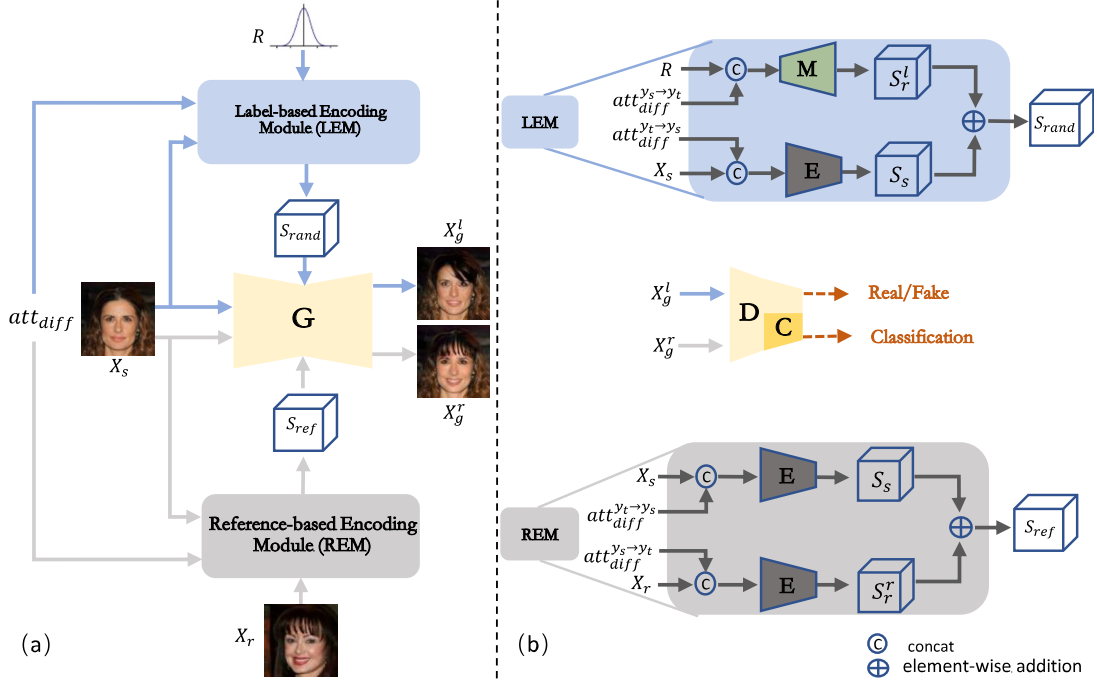 R
Label-based Encoding
Module (LEM)
S_rand
X_g^l
G
att_diff
X_s
X_g^r
S_ref
Reference-based Encoding
Module (REM)
X_r
(a)
LEM
R
C
M
S_r^l
att_diff^{y_s→y_t}
att_diff^{y_t→y_s}
X_s
C
E
S_s
S_rand
X_g^l
X_g^r
D
C
Real/Fake
Classification
REM
X_s
C
E
S_s
att_diff^{y_t→y_s}
att_diff^{y_s→y_t}
X_r
C
E
S_r^r
S_ref
(b)
C concat
element-wise addition